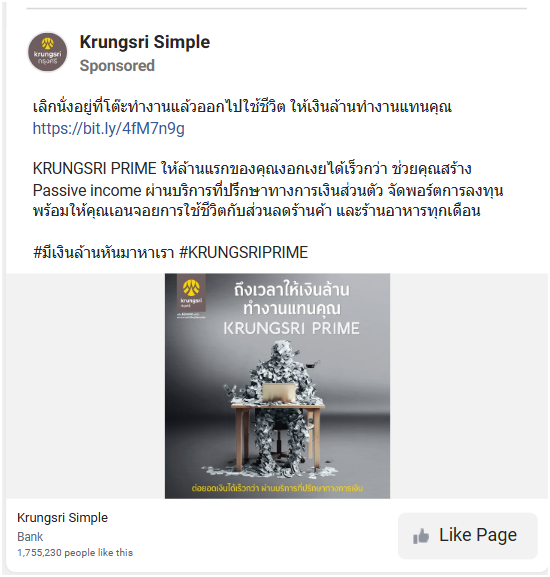 krungsri
กรุงศรี
Krungsri Simple
Sponsored
เลิกนั่งอยู่ที่โต๊ะทำงานแล้วออกไปใช้ชีวิต ให้เงินล้านทำงานแทนคุณ
https://bit.ly/4fM7n9g
KRUNGSRI PRIME ให้ล้านแรกของคุณงอกเงยได้เร็วกว่า ช่วยคุณสร้าง
Passive income ผ่านบริการที่ปรึกษาทางการเงินส่วนตัว จัดพอร์ตการลงทุน
พร้อมให้คุณเอนจอยการใช้ชีวิตกับส่วนลดร้านค้า และร้านอาหารทุกเดือน
#มีเงินล้านหันมาหาเรา #KRUNGSRIPRIME
krungsri
กรุงศรี
ถึงเวลาให้เงินล้าน
ทำงานแทนคุณ
KRUNGSRI PRIME
ต่อยอดเงินได้เร็วกว่า ผ่านบริการที่ปรึกษาทางการเงิน
Krungsri Simple
Bank
1,755,230 people like this
Like Page